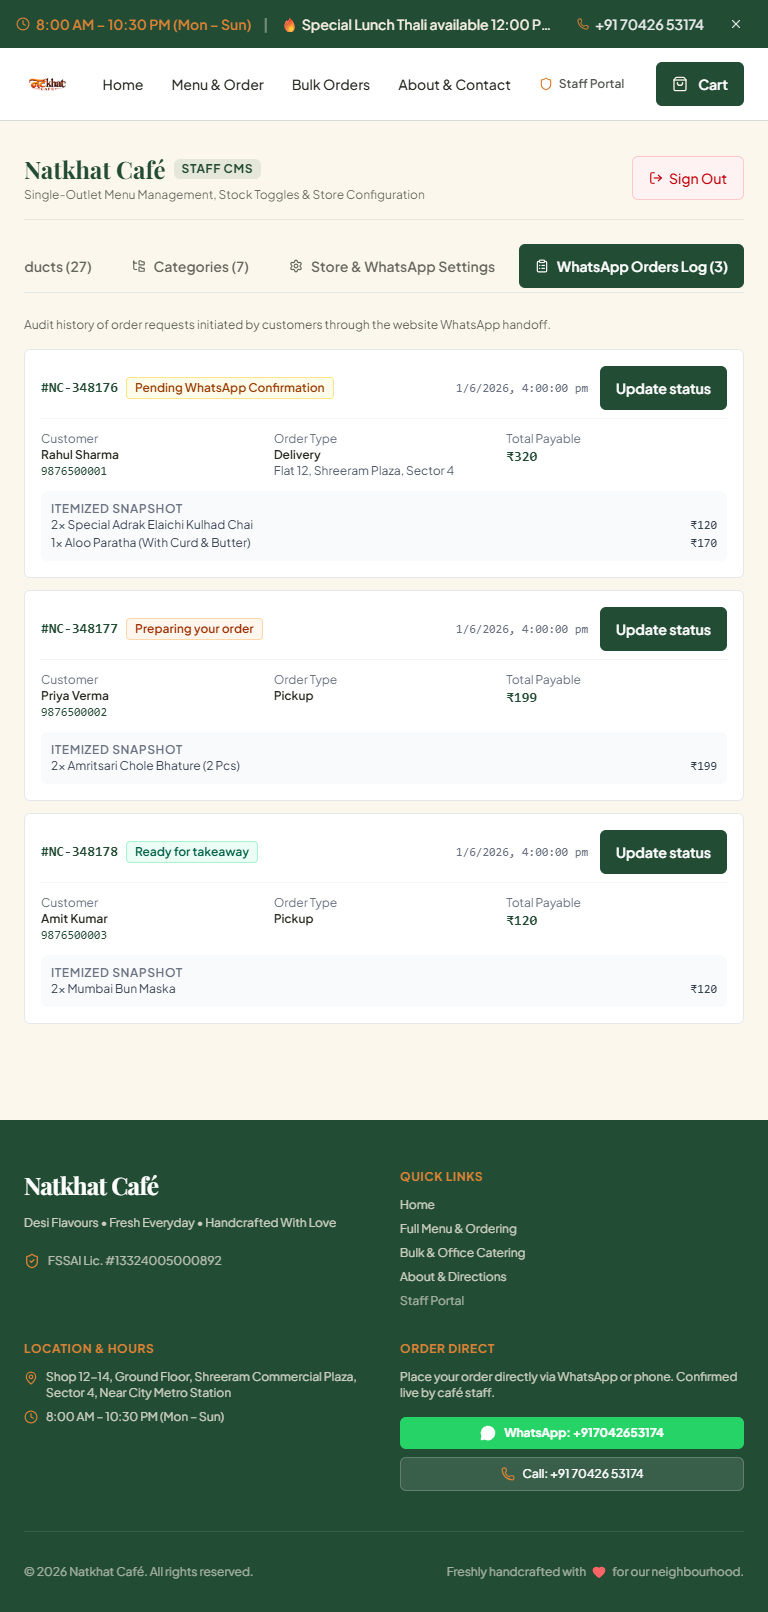 8:00 AM – 10:30 PM (Mon – Sun) | 🔥 Special Lunch Thali available 12:00 P... +91 70426 53174
नटkhat
Home Menu & Order Bulk Orders About & Contact Staff Portal Cart
Natkhat Café STAFF CMS
Single-Outlet Menu Management, Stock Toggles & Store Configuration
Sign Out
ducts (27) Categories (7) Store & WhatsApp Settings WhatsApp Orders Log (3)
Audit history of order requests initiated by customers through the website WhatsApp handoff.
#NC-348176 Pending WhatsApp Confirmation 1/6/2026, 4:00:00 pm Update status
Customer Order Type Total Payable
Rahul Sharma Delivery ₹320
9876500001 Flat 12, Shreeram Plaza, Sector 4
ITEMIZED SNAPSHOT
2× Special Adrak Elaichi Kulhad Chai ₹120
1× Aloo Paratha (With Curd & Butter) ₹170
#NC-348177 Preparing your order 1/6/2026, 4:00:00 pm Update status
Customer Order Type Total Payable
Priya Verma Pickup ₹199
9876500002
ITEMIZED SNAPSHOT
2× Amritsari Chole Bhature (2 Pcs) ₹199
#NC-348178 Ready for takeaway 1/6/2026, 4:00:00 pm Update status
Customer Order Type Total Payable
Amit Kumar Pickup ₹120
9876500003
ITEMIZED SNAPSHOT
2× Mumbai Bun Maska ₹120
Natkhat Café
Desi Flavours • Fresh Everyday • Handcrafted With Love
FSSAI Lic. #13324005000892
QUICK LINKS
Home
Full Menu & Ordering
Bulk & Office Catering
About & Directions
Staff Portal
LOCATION & HOURS
Shop 12-14, Ground Floor, Shreeram Commercial Plaza,
Sector 4, Near City Metro Station
8:00 AM – 10:30 PM (Mon – Sun)
ORDER DIRECT
Place your order directly via WhatsApp or phone. Confirmed
live by café staff.
WhatsApp: +917042653174
Call: +91 70426 53174
© 2026 Natkhat Café. All rights reserved.
Freshly handcrafted with ❤️ for our neighbourhood.